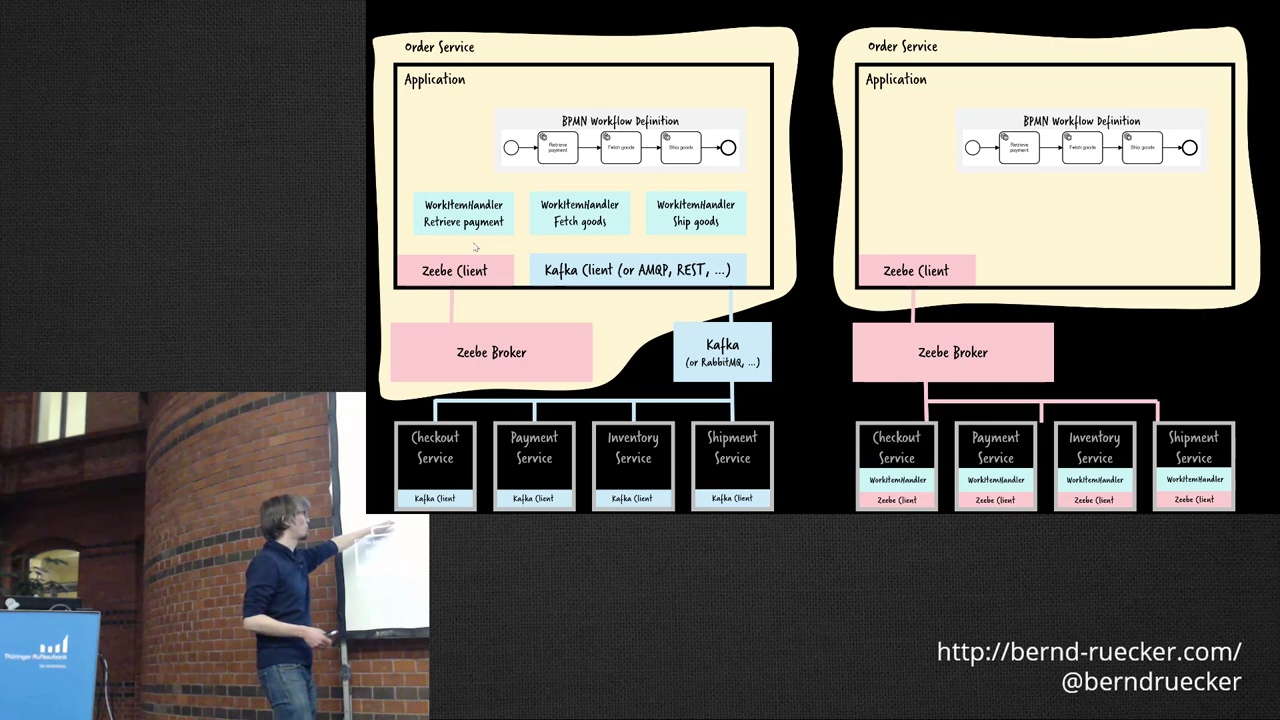 Order Service
Application
BPMN Workflow Definition
Retrieve payment
Fetch goods
Ship goods
WorkItemHandler
Retrieve payment
WorkItemHandler
Fetch goods
WorkItemHandler
Ship goods
Zeebe Client
Kafka Client (or AMQP, REST, ...)
Zeebe Broker
Kafka
(or RabbitMQ, ...)
Checkout
Service
Kafka Client
Payment
Service
Kafka Client
Inventory
Service
Kafka Client
Shipment
Service
Kafka Client
Order Service
Application
BPMN Workflow Definition
Retrieve payment
Fetch goods
Ship goods
Zeebe Client
Zeebe Broker
Checkout
Service
WorkItemHandler
Zeebe Client
Payment
Service
WorkItemHandler
Zeebe Client
Inventory
Service
WorkItemHandler
Zeebe Client
Shipment
Service
WorkItemHandler
Zeebe Client
http://bernd-ruecker.com/
@berndruecker